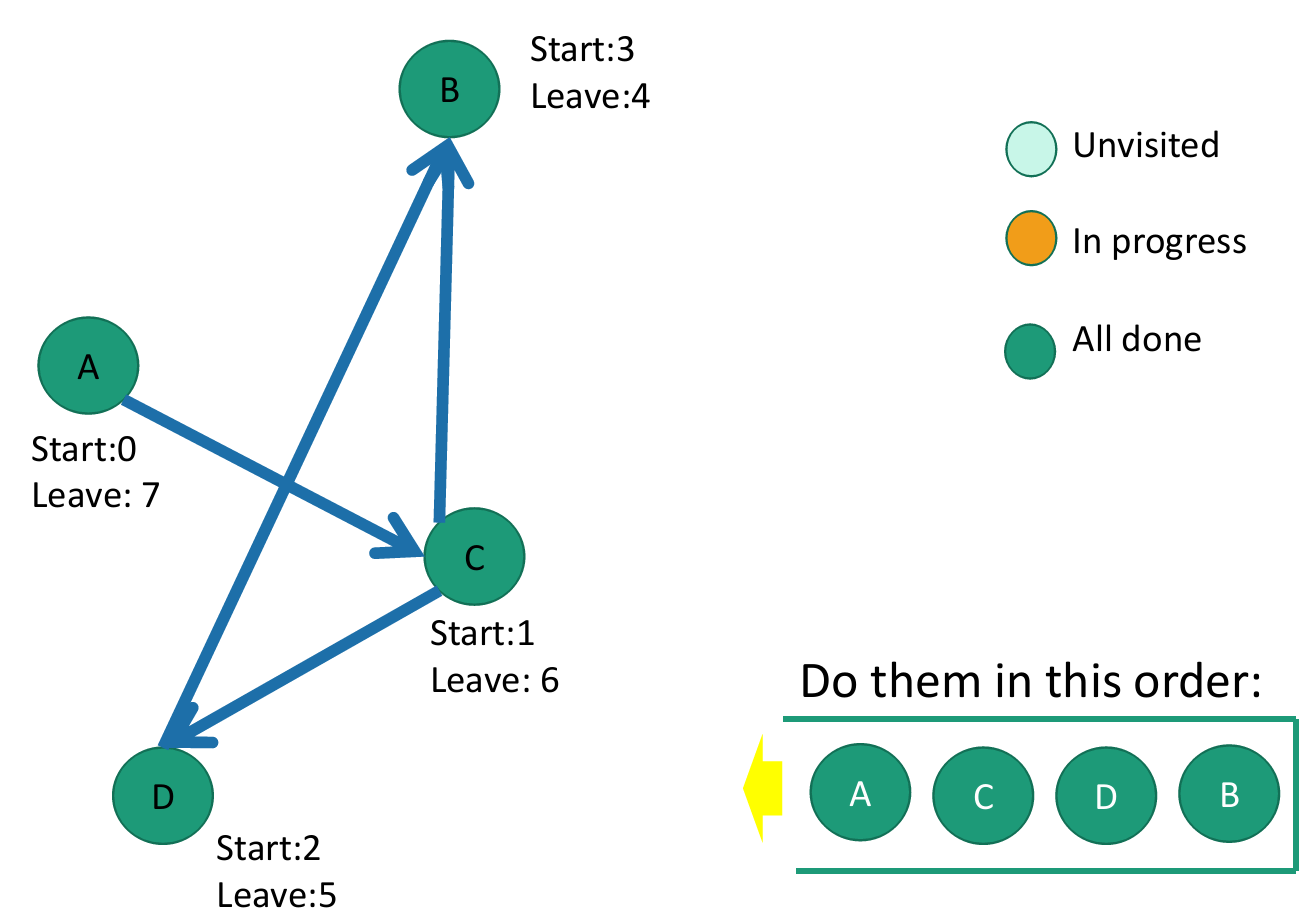 B
Start:3
Leave:4
Unvisited
In progress
All done
A
Start:0
Leave: 7
C
Start:1
Leave: 6
D
Start:2
Leave:5
Do them in this order:
A C D B